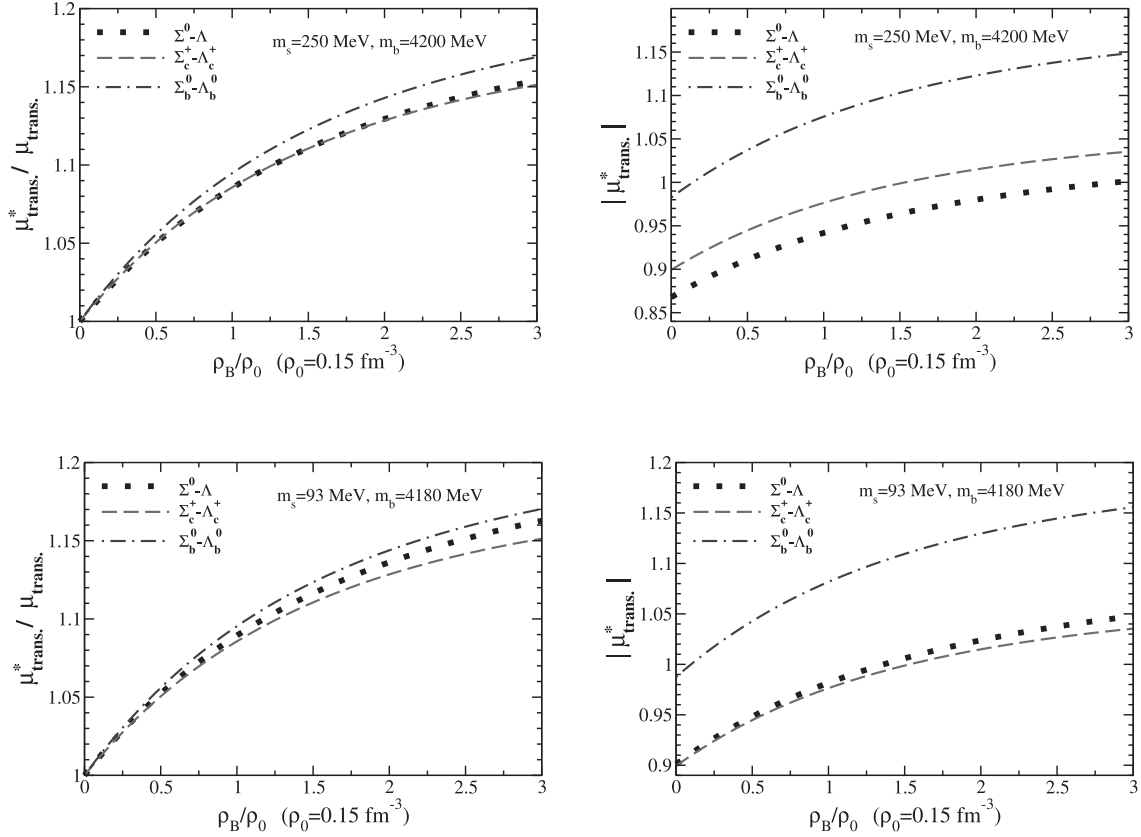 1.2
1.15
1.1
1.05
1
μ*trans. / μtrans.
Σ⁰-Λ
Σc⁺-Λc⁺
Σb⁰-Λb⁰
mₛ=250 MeV, m_b=4200 MeV
0 0.5 1 1.5 2 2.5 3
ρ_B/ρ₀ (ρ₀=0.15 fm⁻³)
1.15
1.1
1.05
1
0.95
0.9
0.85
| μ*trans. |
Σ⁰-Λ
Σc⁺-Λc⁺
Σb⁰-Λb⁰
mₛ=250 MeV, m_b=4200 MeV
0 0.5 1 1.5 2 2.5 3
ρ_B/ρ₀ (ρ₀=0.15 fm⁻³)
1.2
1.15
1.1
1.05
1
μ*trans. / μtrans.
Σ⁰-Λ
Σc⁺-Λc⁺
Σb⁰-Λb⁰
mₛ=93 MeV, m_b=4180 MeV
0 0.5 1 1.5 2 2.5 3
ρ_B/ρ₀ (ρ₀=0.15 fm⁻³)
1.2
1.15
1.1
1.05
1
0.95
0.9
| μ*trans. |
Σ⁰-Λ
Σc⁺-Λc⁺
Σb⁰-Λb⁰
mₛ=93 MeV, m_b=4180 MeV
0 0.5 1 1.5 2 2.5 3
ρ_B/ρ₀ (ρ₀=0.15 fm⁻³)